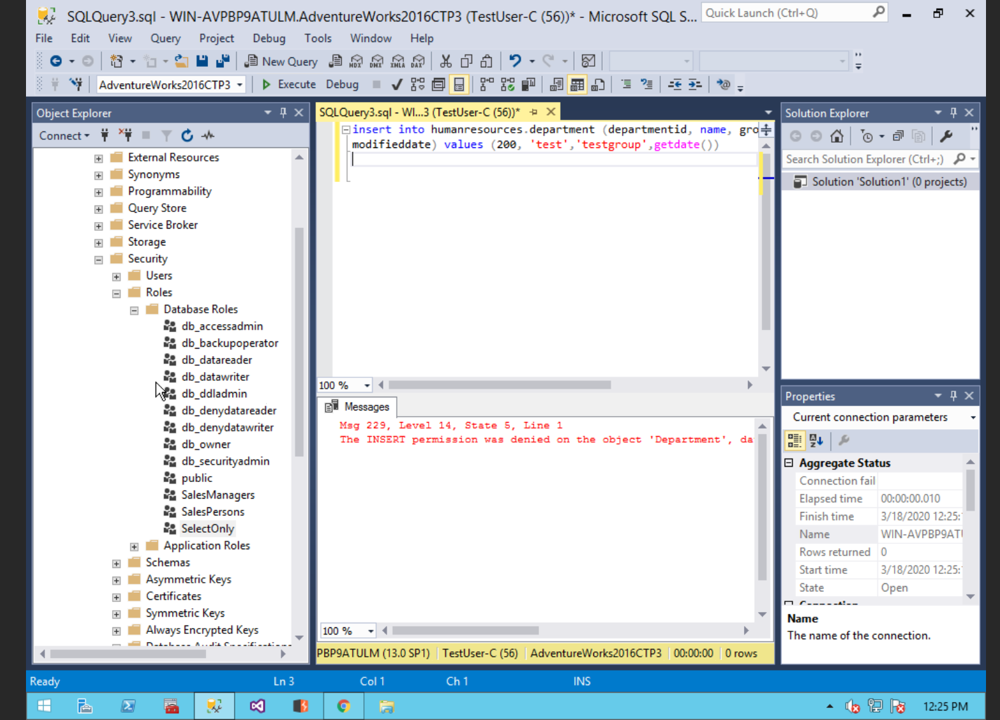 SQLQuery3.sql - WIN-AVPBP9ATULM.AdventureWorks2016CTP3 (TestUser-C (56))* - Microsoft SQL S...
Quick Launch (Ctrl+Q)
File Edit View Query Project Debug Tools Window Help
New Query MDX DMX XMLA DAX
AdventureWorks2016CTP3 Execute Debug
Object Explorer
Connect
External Resources
Synonyms
Programmability
Query Store
Service Broker
Storage
Security
Users
Roles
Database Roles
db_accessadmin
db_backupoperator
db_datareader
db_datawriter
db_ddladmin
db_denydatareader
db_denydatawriter
db_owner
db_securityadmin
public
SalesManagers
SalesPersons
SelectOnly
Application Roles
Schemas
Asymmetric Keys
Certificates
Symmetric Keys
Always Encrypted Keys
Database Audit Specifications
SQLQuery3.sql - WI...3 (TestUser-C (56))*
insert into humanresources.department (departmentid, name, gro
modifieddate) values (200, 'test','testgroup',getdate())
100 %
Messages
Msg 229, Level 14, State 5, Line 1
The INSERT permission was denied on the object 'Department', da
100 %
PBP9ATULM (13.0 SP1) TestUser-C (56) AdventureWorks2016CTP3 00:00:00 0 rows
Solution Explorer
Search Solution Explorer (Ctrl+;)
Solution 'Solution1' (0 projects)
Properties
Current connection parameters
Aggregate Status
Connection fail
Elapsed time 00:00:00.010
Finish time 3/18/2020 12:25:
Name WIN-AVPBP9ATU
Rows returned 0
Start time 3/18/2020 12:25:
State Open
Connection
Name
The name of the connection.
Ready Ln 3 Col 1 Ch 1 INS
12:25 PM